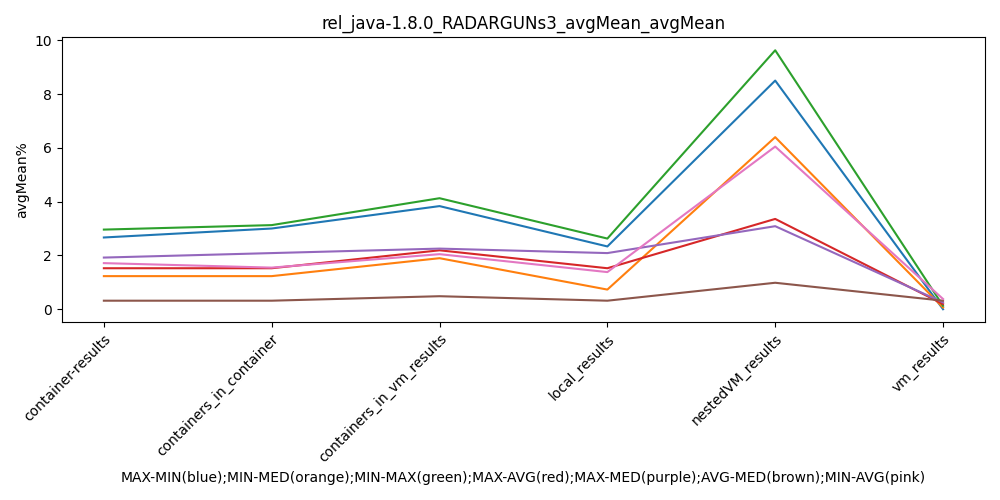 rel_java-1.8.0_RADARGUNs3_avgMean_avgMean
avgMean%
10
8
6
4
2
0
container-results
containers_in_container
containers_in_vm_results
local_results
nestedVM_results
vm_results
MAX-MIN(blue);MIN-MED(orange);MIN-MAX(green);MAX-AVG(red);MAX-MED(purple);AVG-MED(brown);MIN-AVG(pink)